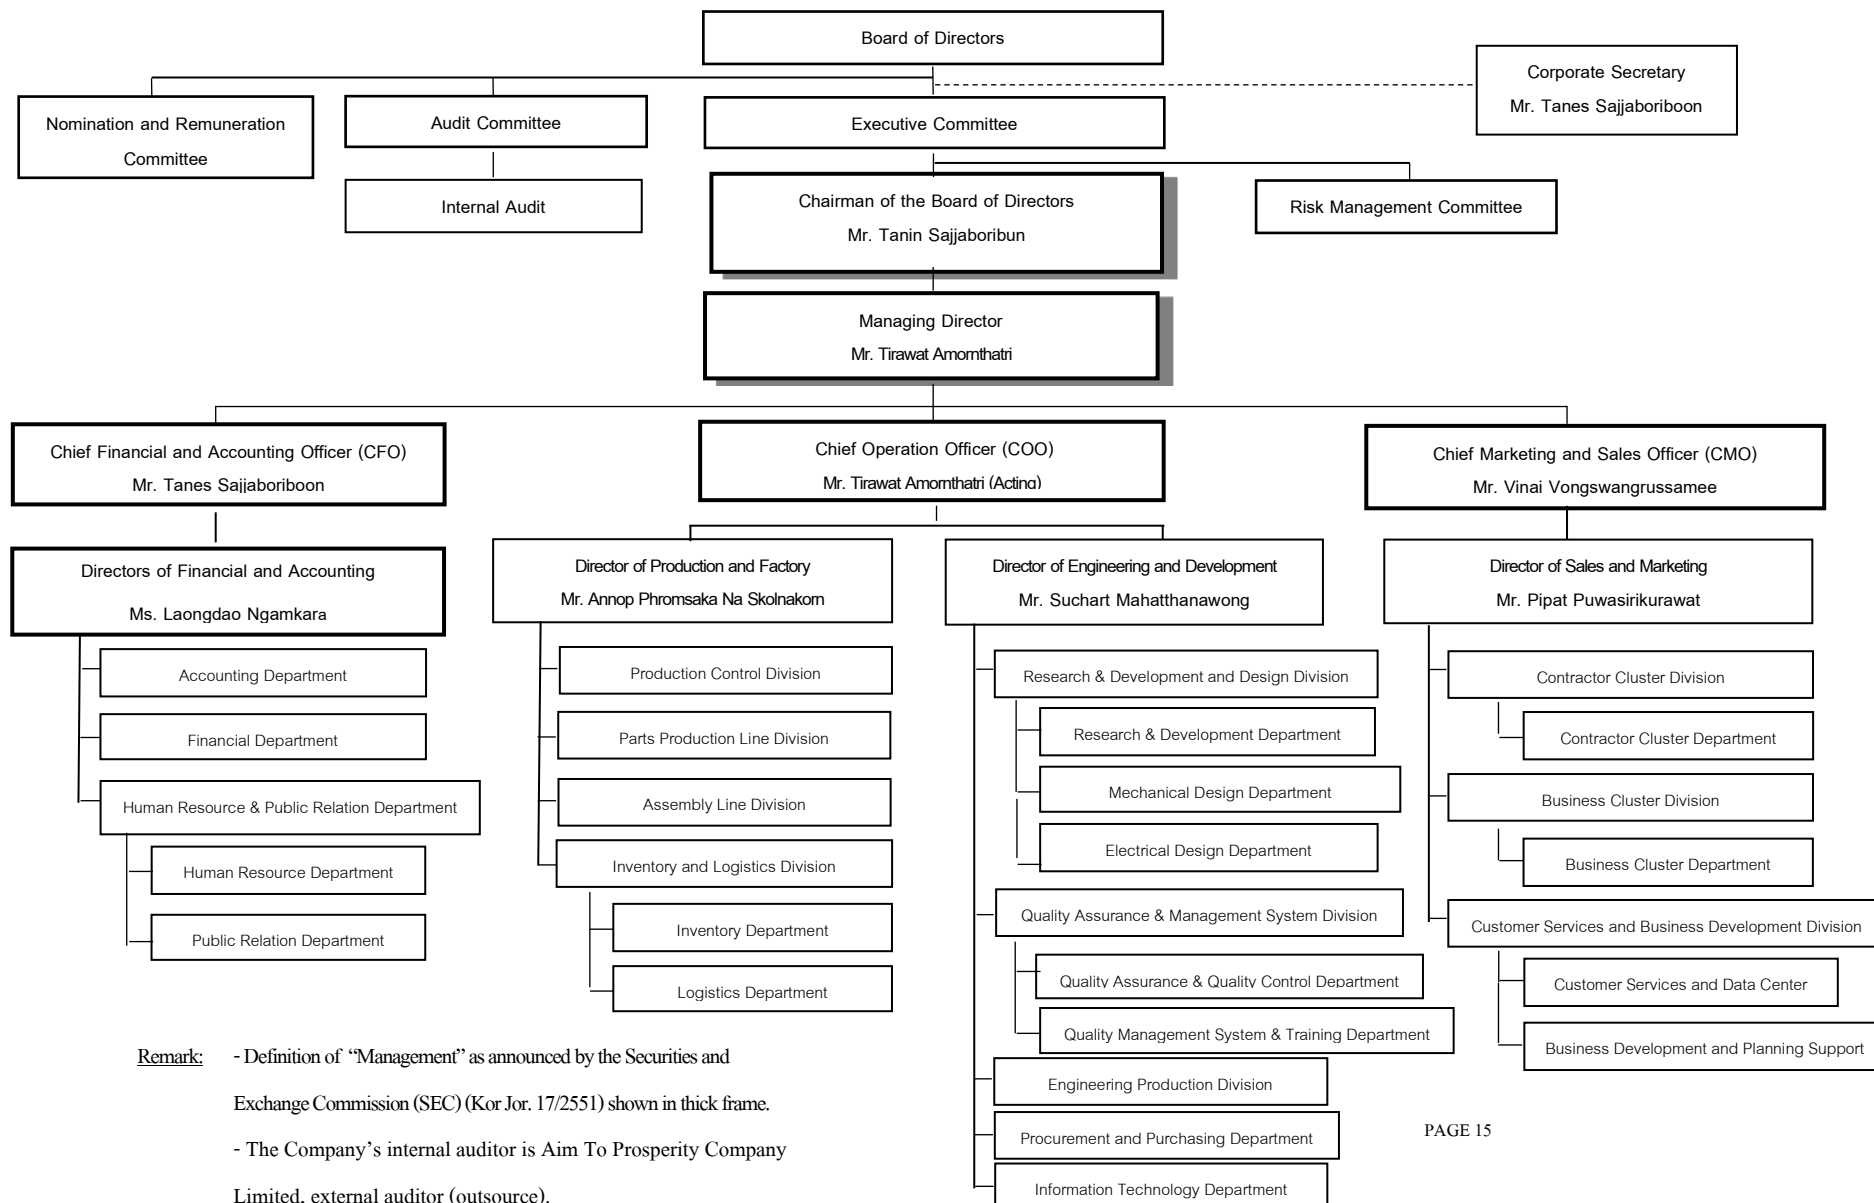 Board of Directors
Corporate Secretary
Mr. Tanes Sajjaboriboon
Nomination and Remuneration
Committee
Audit Committee
Executive Committee
Internal Audit
Chairman of the Board of Directors
Mr. Tanin Sajjaboribun
Risk Management Committee
Managing Director
Mr. Tirawat Amornthatri
Chief Financial and Accounting Officer (CFO)
Mr. Tanes Sajjaboriboon
Chief Operation Officer (COO)
Mr. Tirawat Amornthatri (Acting)
Chief Marketing and Sales Officer (CMO)
Mr. Vinai Vongswangrussamee
Directors of Financial and Accounting
Ms. Laongdao Ngamkara
Accounting Department
Financial Department
Human Resource & Public Relation Department
Human Resource Department
Public Relation Department
Director of Production and Factory
Mr. Annop Phromsaka Na Skolnakorn
Production Control Division
Parts Production Line Division
Assembly Line Division
Inventory and Logistics Division
Inventory Department
Logistics Department
Director of Engineering and Development
Mr. Suchart Mahatthanawong
Research & Development and Design Division
Research & Development Department
Mechanical Design Department
Electrical Design Department
Quality Assurance & Management System Division
Quality Assurance & Quality Control Department
Quality Management System & Training Department
Engineering Production Division
Procurement and Purchasing Department
Information Technology Department
Director of Sales and Marketing
Mr. Pipat Puwasirikurawat
Contractor Cluster Division
Contractor Cluster Department
Business Cluster Division
Business Cluster Department
Customer Services and Business Development Division
Customer Services and Data Center
Business Development and Planning Support
Remark: - Definition of “Management” as announced by the Securities and
Exchange Commission (SEC) (Kor Jor. 17/2551) shown in thick frame.
- The Company’s internal auditor is Aim To Prosperity Company
Limited, external auditor (outsource).
PAGE 15